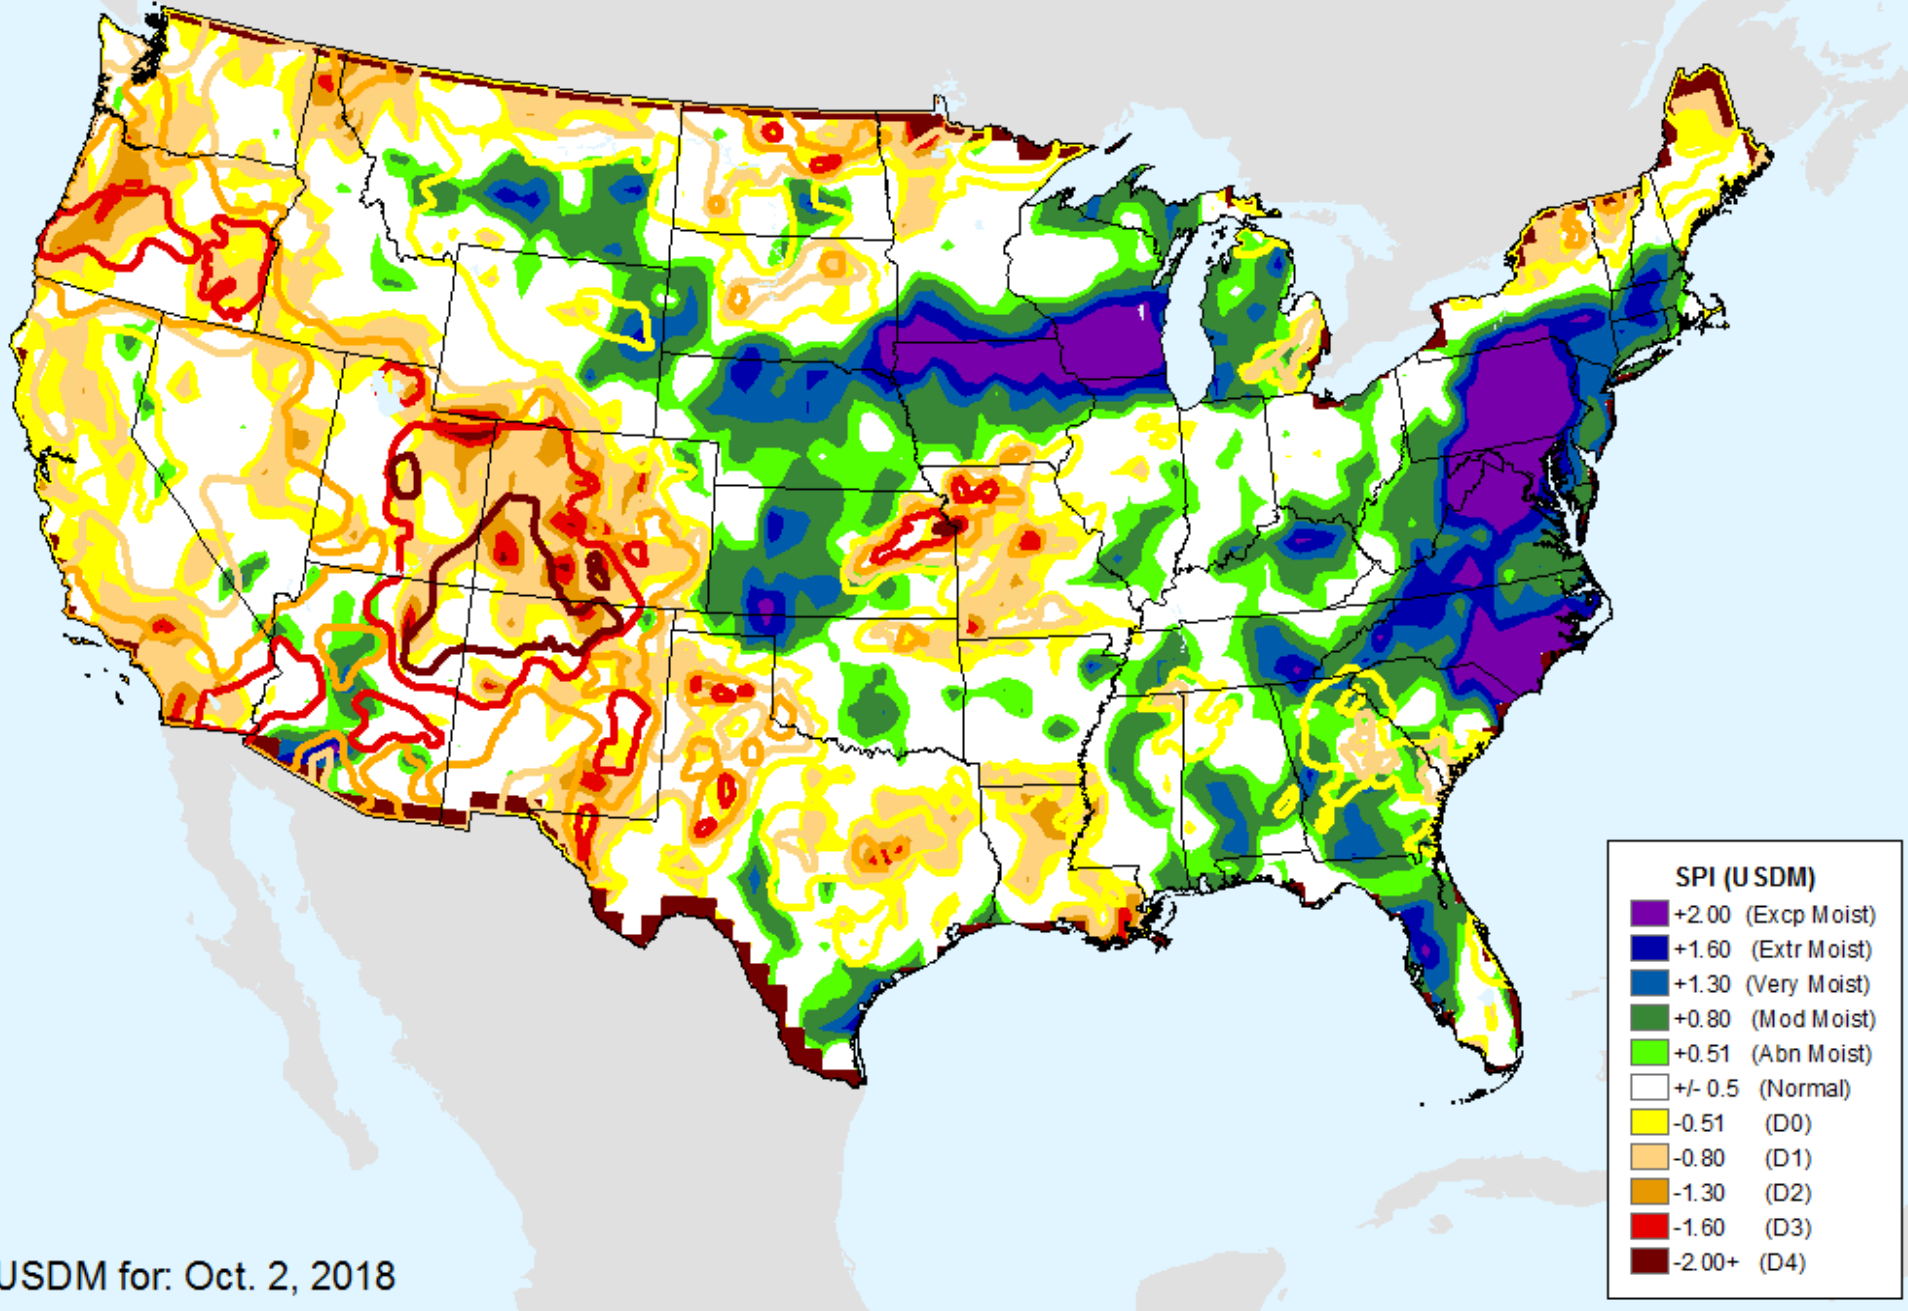 SPI (USDM)
+2.00 (Excp Moist)
+1.60 (Extr Moist)
+1.30 (Very Moist)
+0.80 (Mod Moist)
+0.51 (Abn Moist)
+/- 0.5 (Normal)
-0.51 (D0)
-0.80 (D1)
-1.30 (D2)
-1.60 (D3)
-2.00+ (D4)
USDM for: Oct. 2, 2018